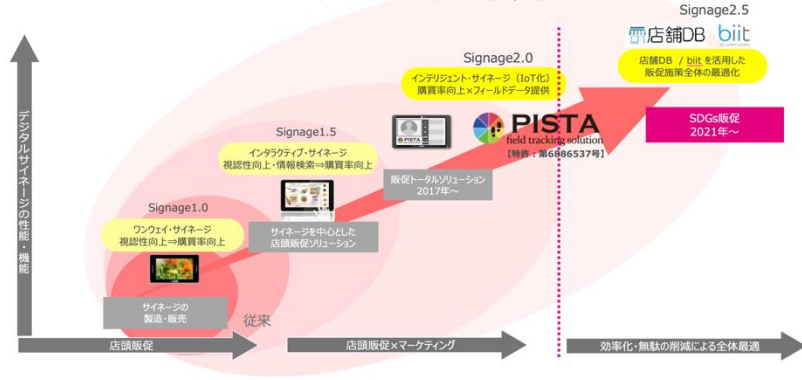 Signage2.5
店舗DB biit
店舗DB / biit を活用した
販促施策全体の最適化
SDGs販促
2021年~
Signage2.0
インテリジェント・サイネージ（IoT化）
購買率向上×フィールドデータ提供
PISTA
field tracking solution
【特許：第6886537号】
販促トータルソリューション
2017年~
Signage1.5
インタラクティブ・サイネージ
視認性向上・情報検索⇒購買率向上
サイネージを中心とした
店頭販促ソリューション
Signage1.0
ワンウェイ・サイネージ
視認性向上⇒購買率向上
サイネージの
製造・販売
従来
デジタルサイネージの性能・機能
店頭販促
店頭販促×マーケティング
効率化・無駄の削減による全体最適